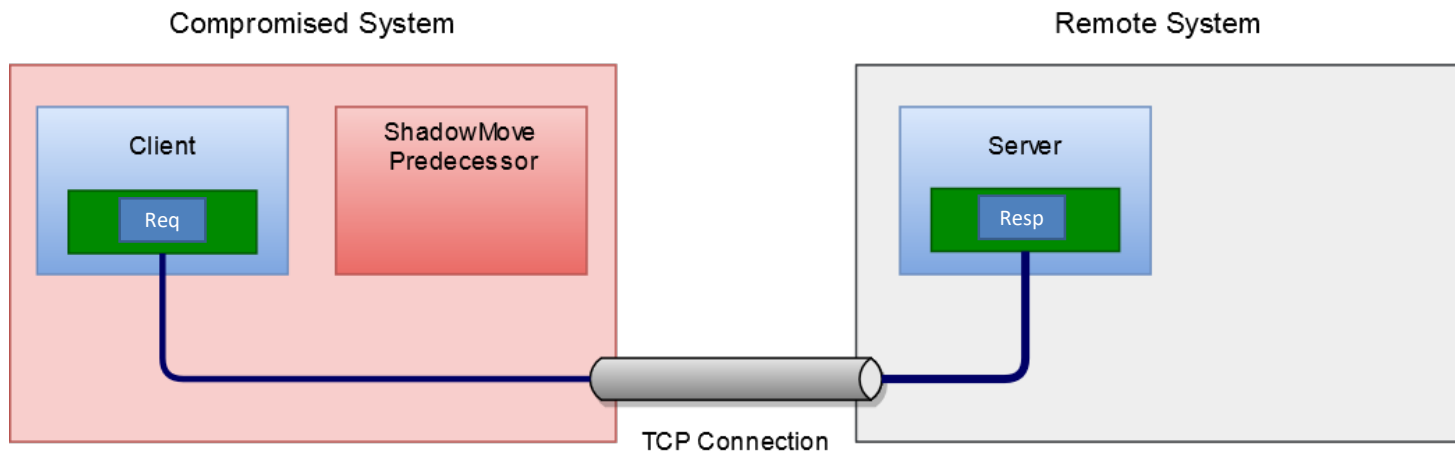 Compromised System
Remote System
Client
ShadowMove
Predecessor
Server
Req
Resp
TCP Connection